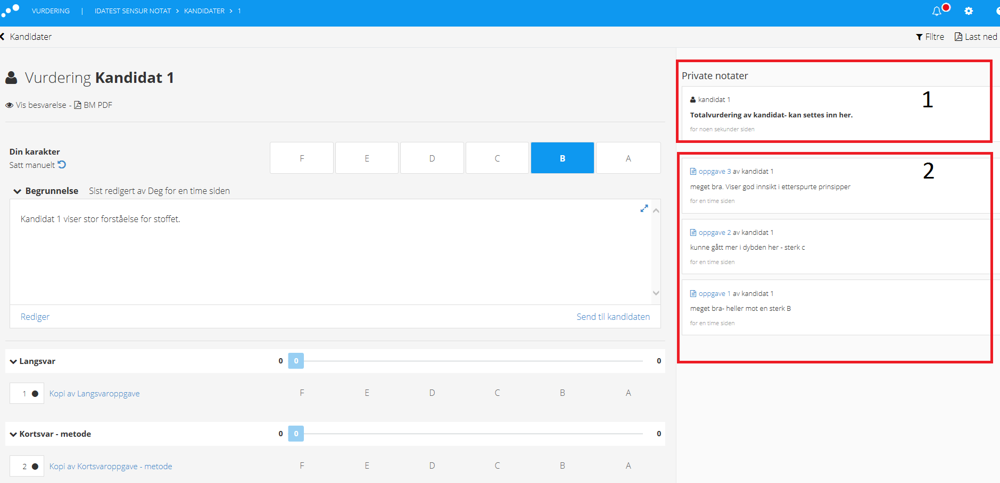 VURDERING | IDATEST SENSUR NOTAT > KANDIDATER > 1
Kandidater
Filtre Last ned
Vurdering Kandidat 1
Vis besvarelse - BM PDF
Din karakter
Satt manuelt
F E D C B A
Begrunnelse Sist redigert av Deg for en time siden
Kandidat 1 viser stor forståelse for stoffet.
Rediger Send til kandidaten
Langsvar 0 0 0
1 Kopi av Langsvaroppgave F E D C B A
Kortsvar - metode 0 0 0
2 Kopi av Kortsvaroppgave - metode F E D C B A
Private notater
1
kandidat 1
Totalvurdering av kandidat- kan settes inn her.
for noen sekunder siden
2
oppgave 3 av kandidat 1
meget bra. Viser god innsikt i etterspurte prinsipper
for en time siden
oppgave 2 av kandidat 1
kunne gått mer i dybden her - sterk c
for en time siden
oppgave 1 av kandidat 1
meget bra- heller mot en sterk B
for en time siden